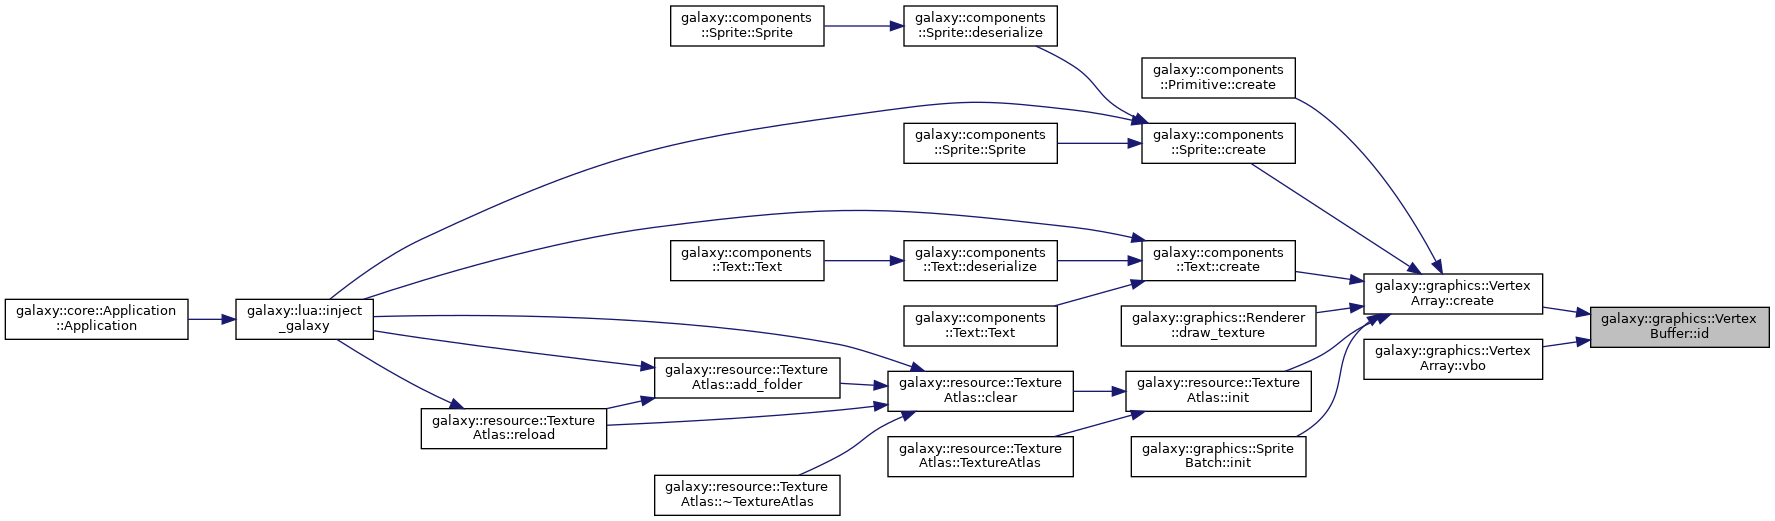 galaxy::components
::Sprite::Sprite
galaxy::components
::Sprite::deserialize
galaxy::components
::Primitive::create
galaxy::components
::Sprite::Sprite
galaxy::components
::Sprite::create
galaxy::components
::Text::Text
galaxy::components
::Text::deserialize
galaxy::components
::Text::create
galaxy::graphics::Vertex
Array::create
galaxy::core::Application
::Application
galaxy::lua::inject
_galaxy
galaxy::components
::Text::Text
galaxy::graphics::Renderer
::draw_texture
galaxy::graphics::Vertex
Buffer::id
galaxy::graphics::Vertex
Array::vbo
galaxy::resource::Texture
Atlas::add_folder
galaxy::resource::Texture
Atlas::clear
galaxy::resource::Texture
Atlas::init
galaxy::resource::Texture
Atlas::reload
galaxy::resource::Texture
Atlas::TextureAtlas
galaxy::graphics::Sprite
Batch::init
galaxy::resource::Texture
Atlas::~TextureAtlas